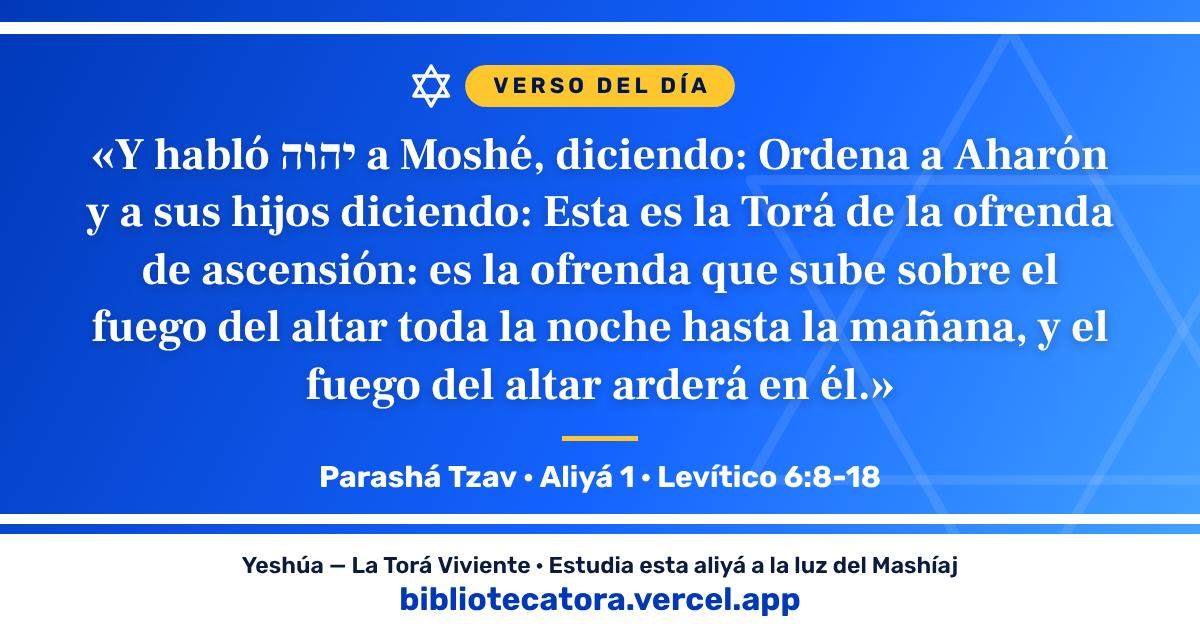 VERSO DEL DÍA
«Y habló יהוה a Moshé, diciendo: Ordena a Aharón
y a sus hijos diciendo: Esta es la Torá de la ofrenda
de ascensión: es la ofrenda que sube sobre el
fuego del altar toda la noche hasta la mañana, y el
fuego del altar arderá en él.»
Parashá Tzav • Aliyá 1 • Levítico 6:8-18
Yeshúa — La Torá Viviente • Estudia esta aliyá a la luz del Mashíaj
bibliotecatora.vercel.app